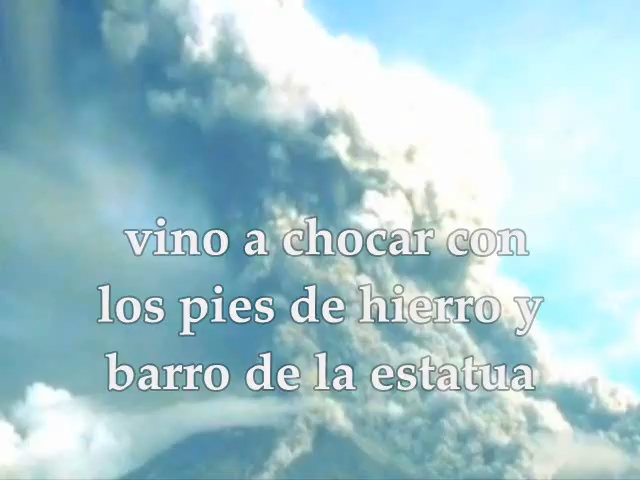 vino a chocar con
los pies de hierro y
barro de la estatua